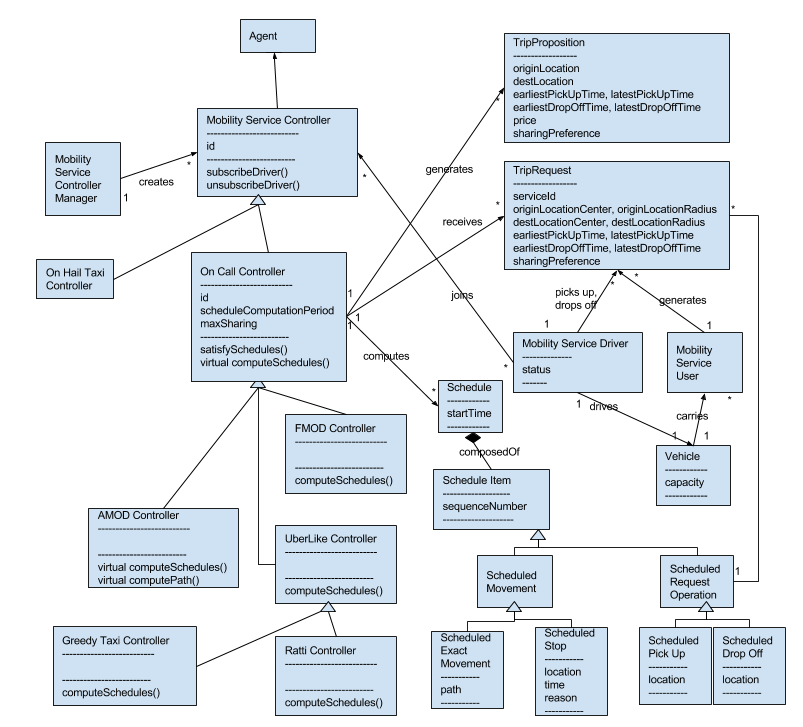 Agent
TripProposition
------------------
originLocation
destLocation
earliestPickUpTime, latestPickUpTime
earliestDropOffTime, latestDropOffTime
price
sharingPreference
Mobility Service Controller
--------------------------
id
-------------------------
subscribeDriver()
unsubscribeDriver()
Mobility
Service
Controller
Manager
1
creates
*
On Hail Taxi
Controller
On Call Controller
--------------------------
id
scheduleComputationPeriod
maxSharing
-------------------------
satisfySchedules()
virtual computeSchedules()
1
1
1
generates
*
receives
*
joins
*
*
computes
*
TripRequest
------------------
serviceId
originLocationCenter, originLocationRadius
destLocationCenter, destLocationRadius
earliestPickUpTime, latestPickUpTime
earliestDropOffTime, latestDropOffTime
sharingPreference
*
picks up,
drops off
*
1
generates
*
1
Mobility Service Driver
--------------
status
-------
Mobility
Service
User
*
1
drives
1
carries
1
Vehicle
------------
capacity
------------
Schedule
------------
startTime
------------
composedOf
Schedule Item
-------------------
sequenceNumber
--------------------
FMOD Controller
--------------------------
-------------------------
computeSchedules()
AMOD Controller
--------------------------
-------------------------
virtual computeSchedules()
virtual computePath()
UberLike Controller
--------------------------
-------------------------
computeSchedules()
Greedy Taxi Controller
--------------------------
-------------------------
computeSchedules()
Ratti Controller
--------------------------
-------------------------
computeSchedules()
Scheduled
Movement
Scheduled
Request
Operation
1
Scheduled
Exact
Movement
-----------
path
-----------
Scheduled
Stop
-----------
location
time
reason
-----------
Scheduled
Pick Up
-----------
location
-----------
Scheduled
Drop Off
-----------
location
-----------